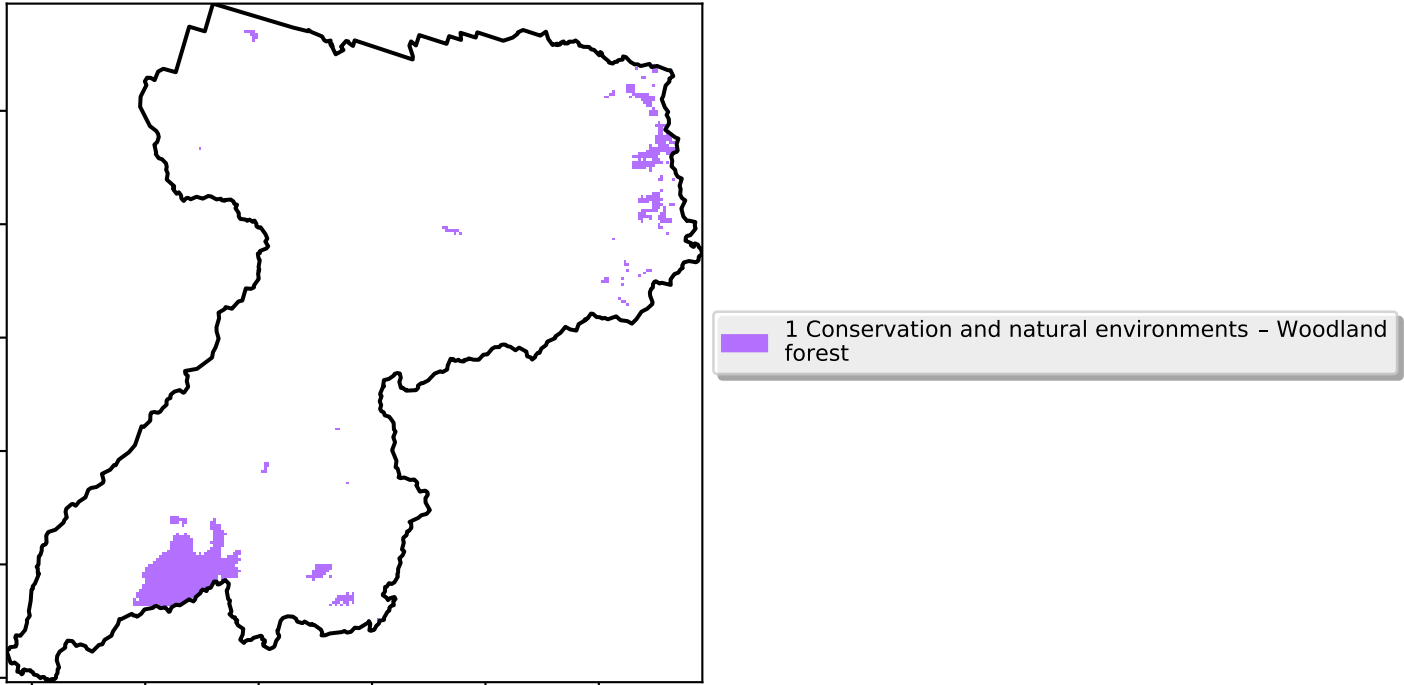 1 Conservation and natural environments – Woodland
forest